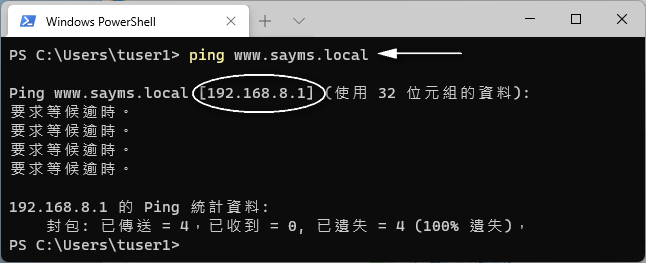 Windows PowerShell
PS C:\Users\tuser1> ping www.sayms.local
Ping www.sayms.local [192.168.8.1] (使用 32 位元組的資料):
要求等候逾時。
要求等候逾時。
要求等候逾時。
要求等候逾時。
192.168.8.1 的 Ping 統計資料:
封包: 已傳送 = 4，已收到 = 0, 已遺失 = 4 (100% 遺失)，
PS C:\Users\tuser1>